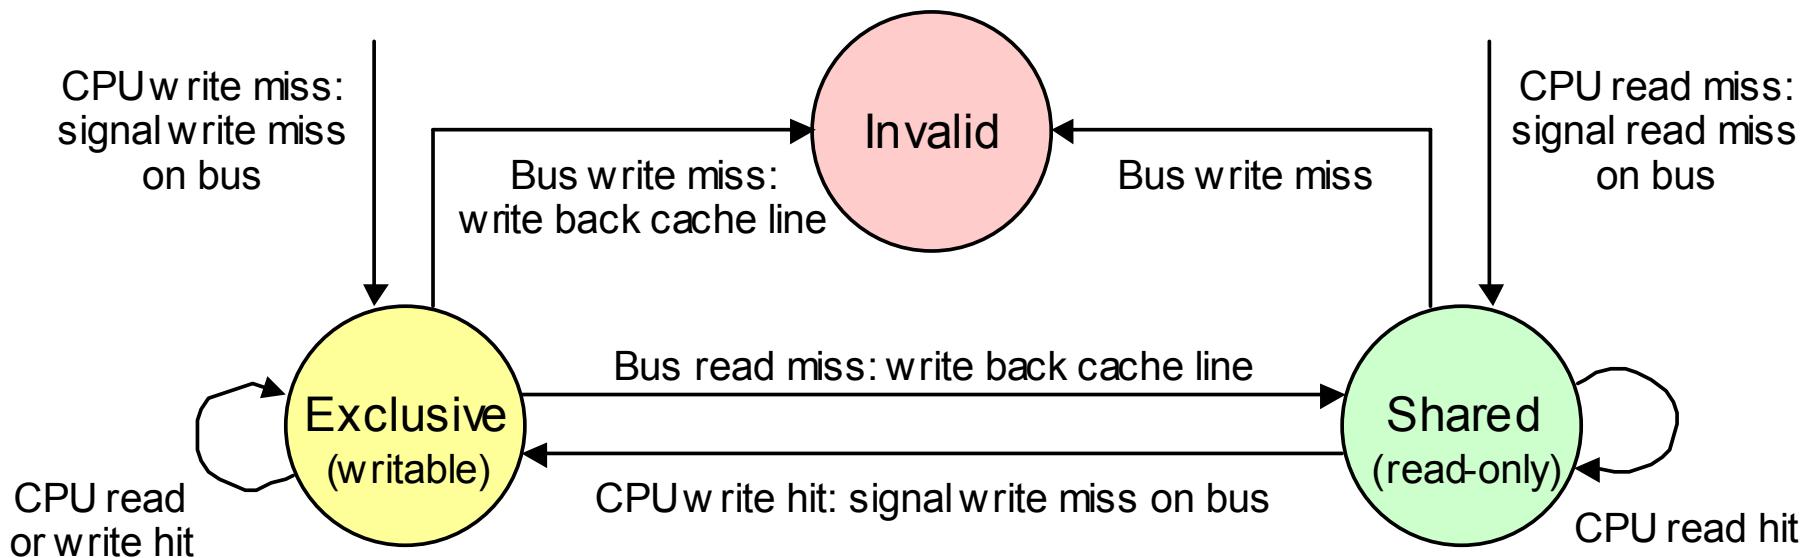 CPU write miss:
signal write miss
on bus
Invalid
CPU read miss:
signal read miss
on bus
Bus write miss:
write back cache line
Bus write miss
Bus read miss: write back cache line
Exclusive
(writable)
Shared
(read-only)
CPU write hit: signal write miss on bus
CPU read
or write hit
CPU read hit